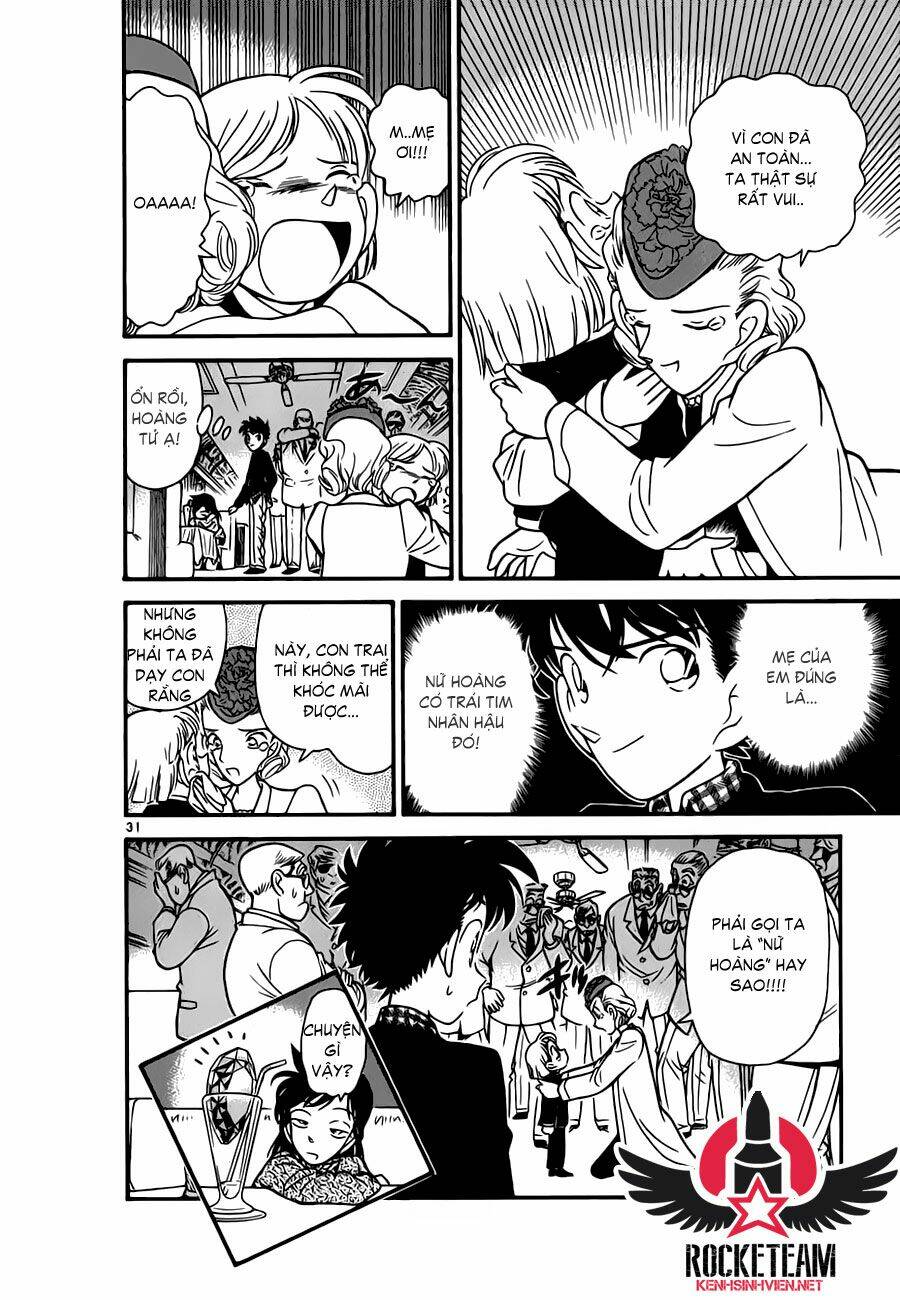 M..MẸ
ƠI!!!
OAAAA!
VÌ CON ĐÃ
AN TOÀN...
TA THẬT SỰ
RẤT VUI..
ỔN RỒI,
HOÀNG
TỬ Ạ!
あ〜
NHƯNG
KHÔNG
PHẢI TA ĐÃ
DẠY CON
RẰNG
NÀY, CON TRAI
THÌ KHÔNG THỂ
KHÓC MÃI
ĐƯỢC...
NỮ HOÀNG
CÓ TRÁI TIM
NHÂN HẬU
ĐÓ!
MẸ CỦA
EM ĐÚNG
LÀ...
31
PHẢI GỌI TA
LÀ "NỮ
HOÀNG" HAY
SAO!!!!
CHUYỆN
GÌ
VẬY?
ROCKETEAM
KENHSINHVIEN.NET